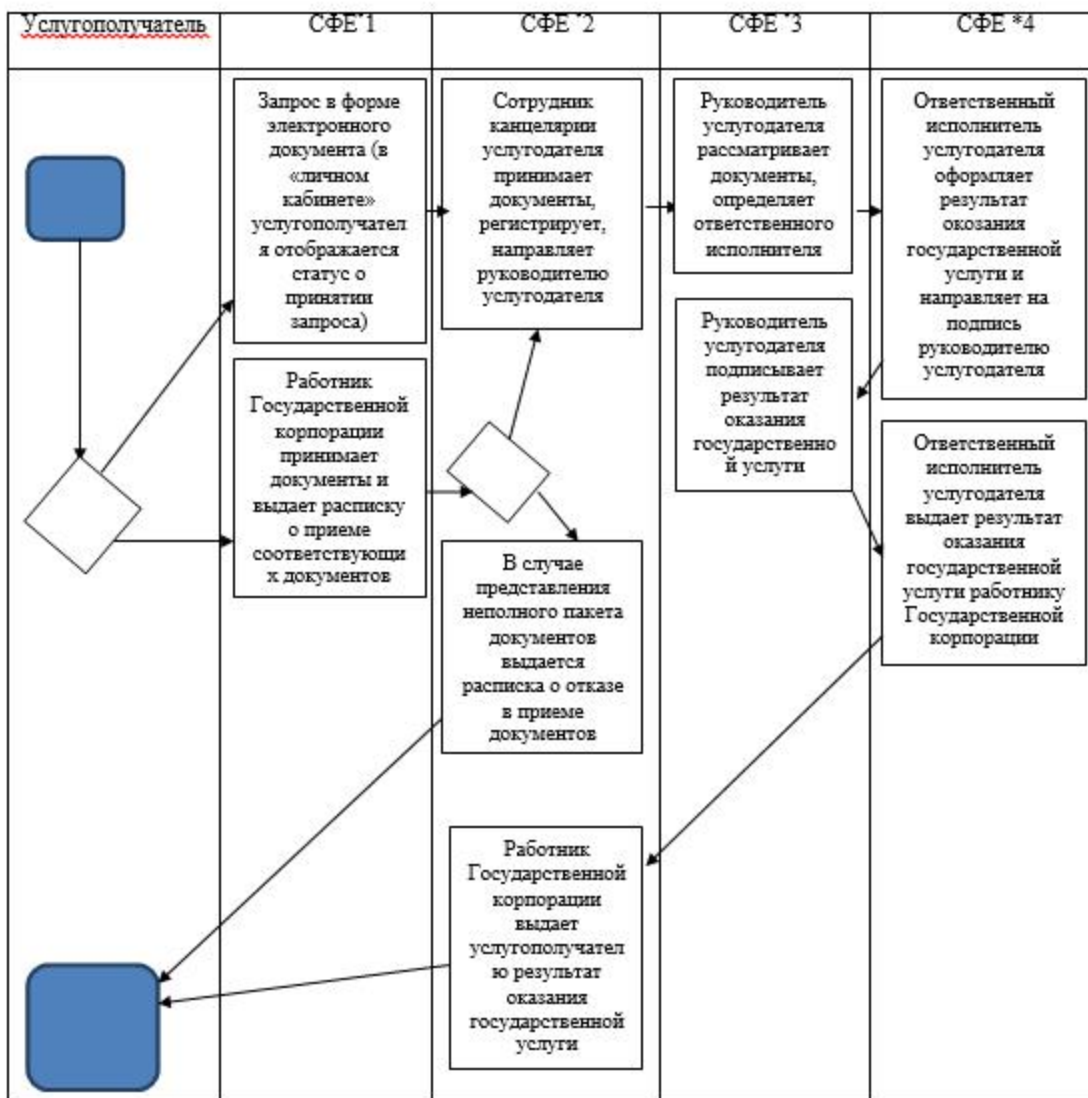 Услугополучатель
СФЕ*1
СФЕ*2
СФЕ*3
СФЕ *4
Запрос в форме
электронного
документа (в
«личном
кабинете»
услугополучател
я отображается
статус о
принятии
запроса)
Сотрудник
канцелярии
услугодателя
принимает
документы,
регистрирует,
направляет
руководителю
услугодателя
Руководитель
услугодателя
рассматривает
документы,
определяет
ответственного
исполнителя
Ответственный
исполнитель
услугодателя
оформляет
результат
окозания
государственной
услуги и
направляет на
подпись
руководителю
услугодателя
Работник
Государственной
корпорации
принимает
документы и
выдает расписку
о приеме
соответствующи
х документов
Руководитель
услугодателя
подписывает
результат
оказания
государственно
й услуги
Ответственный
исполнитель
услугодателя
выдает результат
оказания
государственной
услуги работнику
Государственной
корпорации
В случае
представления
неполного пакета
документов
выдается
расписка о отказе
в приеме
документов
Работник
Государственной
корпорации
выдает
услугополучател
ю результат
оказания
государственной
услуги